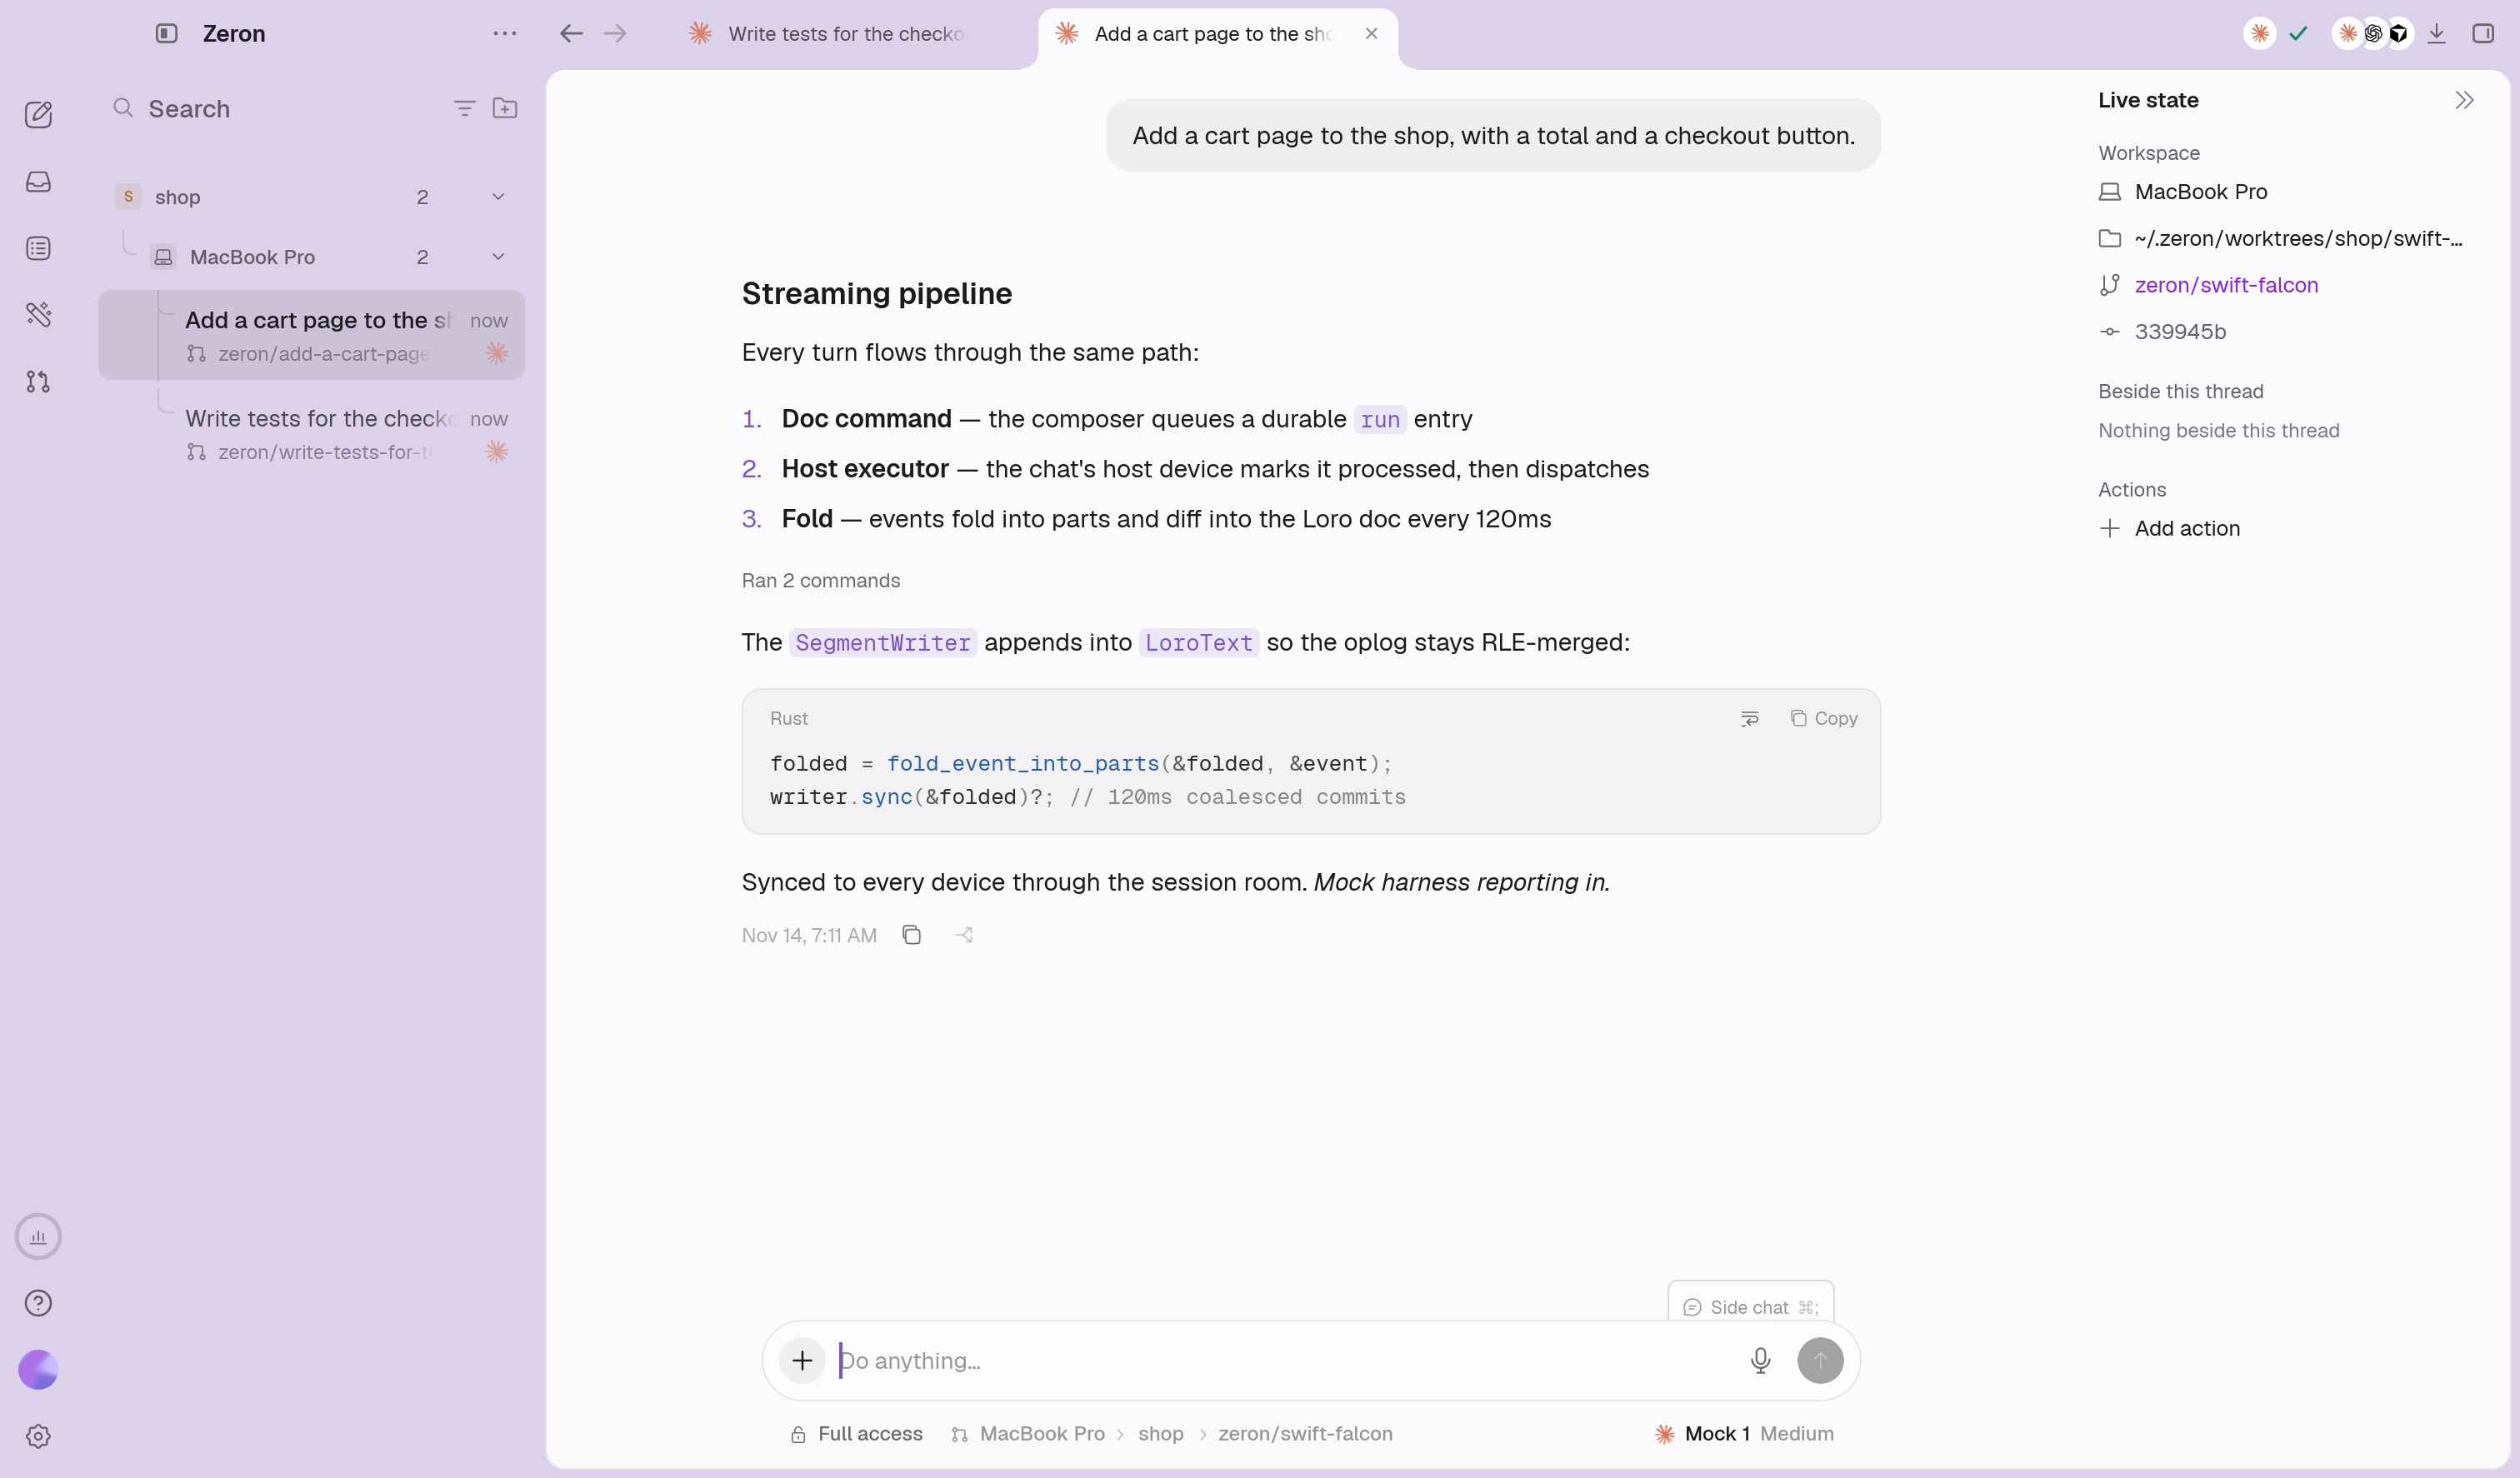 Zeron
Write tests for the checko
Add a cart page to the sho
Search
S shop 2
MacBook Pro 2
Add a cart page to the sh now
zeron/add-a-cart-page
Write tests for the checko now
zeron/write-tests-for-th
Add a cart page to the shop, with a total and a checkout button.
Streaming pipeline
Every turn flows through the same path:
1. Doc command — the composer queues a durable run entry
2. Host executor — the chat's host device marks it processed, then dispatches
3. Fold — events fold into parts and diff into the Loro doc every 120ms
Ran 2 commands
The SegmentWriter appends into LoroText so the oplog stays RLE-merged:
Rust Copy
folded = fold_event_into_parts(&folded, &event);
writer.sync(&folded)?; // 120ms coalesced commits
Synced to every device through the session room. Mock harness reporting in.
Nov 14, 7:11 AM
Side chat ⌘;
Do anything...
Full access MacBook Pro > shop > zeron/swift-falcon
Mock 1 Medium
Live state
Workspace
MacBook Pro
~/.zeron/worktrees/shop/swift-...
zeron/swift-falcon
339945b
Beside this thread
Nothing beside this thread
Actions
Add action